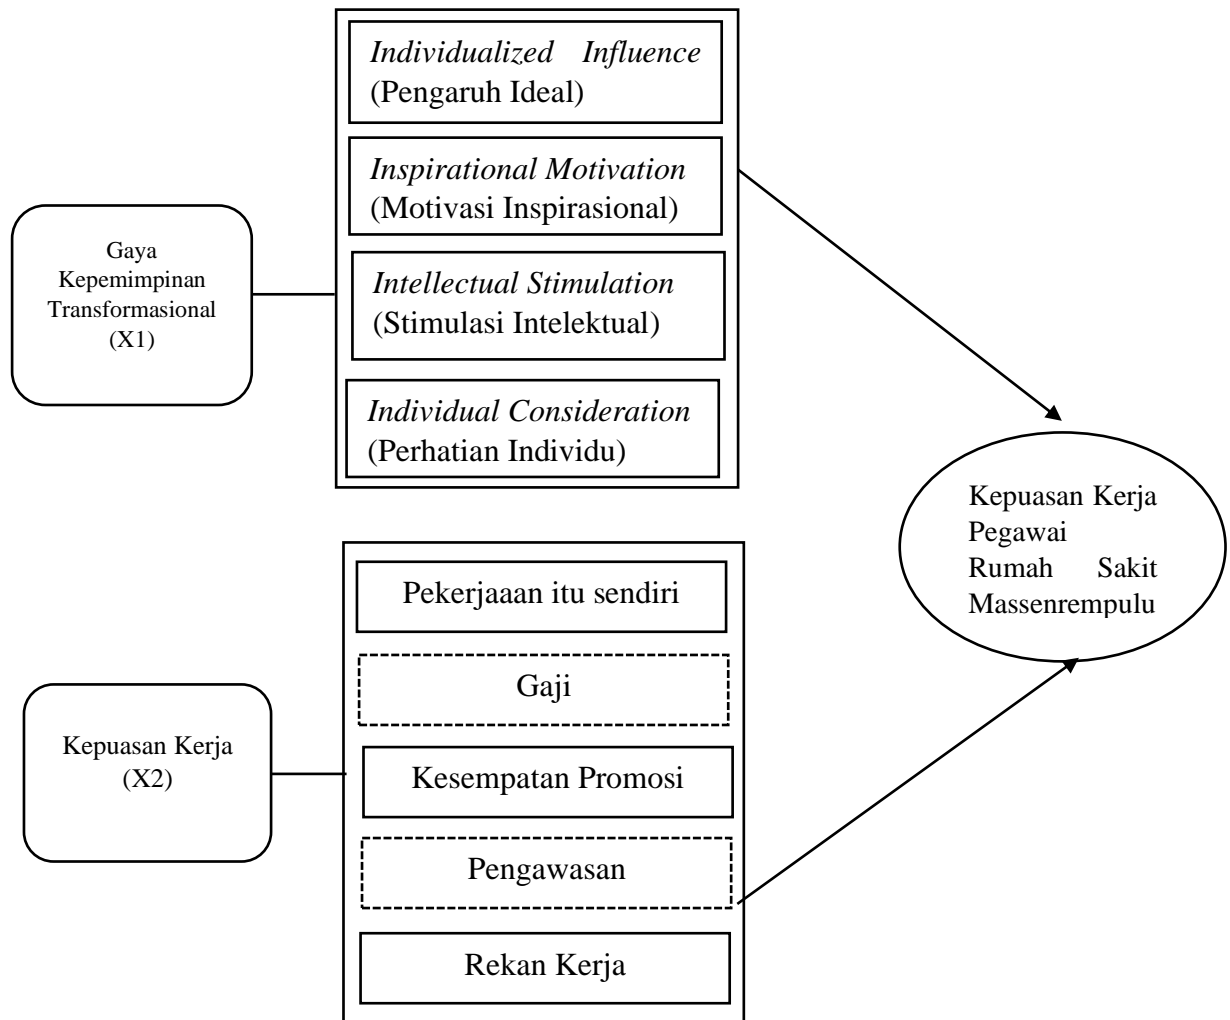 Individualized Influence
(Pengaruh Ideal)
Inspirational Motivation
(Motivasi Inspirasional)
Gaya
Kepemimpinan
Transformasional
(X1)
Intellectual Stimulation
(Stimulasi Intelektual)
Individual Consideration
(Perhatian Individu)
Kepuasan Kerja
Pegawai
Rumah Sakit
Massenrempulu
Pekerjaaan itu sendiri
Gaji
Kepuasan Kerja
(X2)
Kesempatan Promosi
Pengawasan
Rekan Kerja